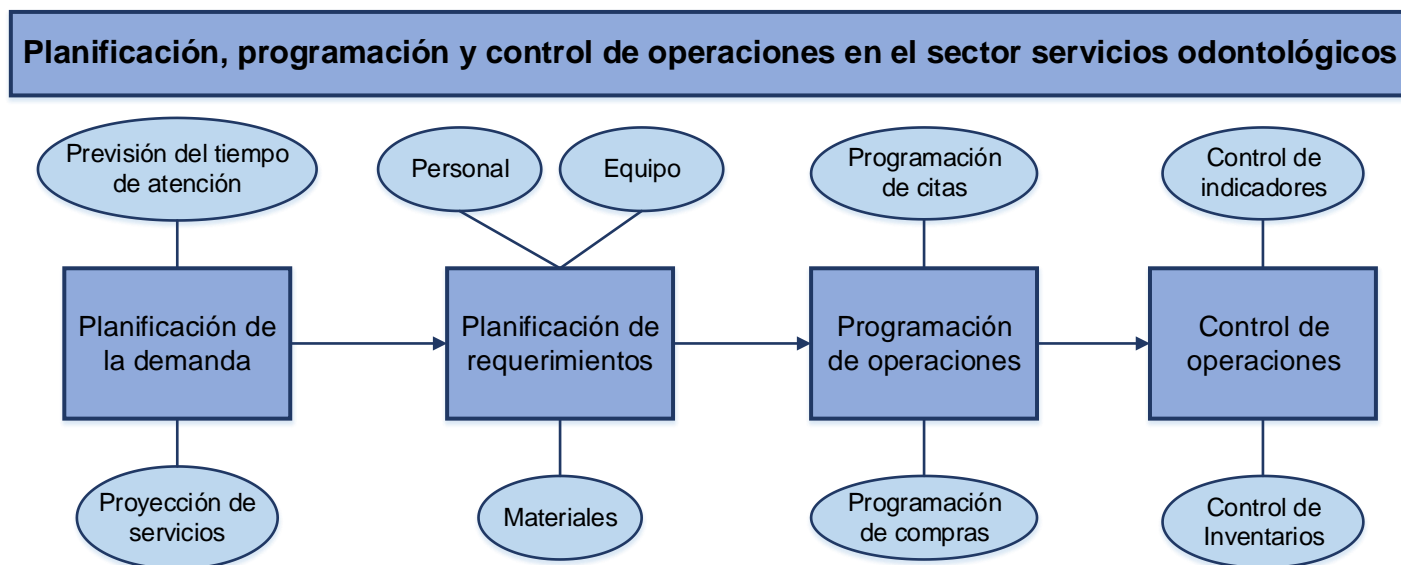 Planificación, programación y control de operaciones en el sector servicios odontológicos
Previsión del tiempo
de atención
Personal
Equipo
Programación
de citas
Control de
indicadores
Planificación de
la demanda
Planificación de
requerimientos
Programación
de operaciones
Control de
operaciones
Proyección de
servicios
Materiales
Programación
de compras
Control de
Inventarios